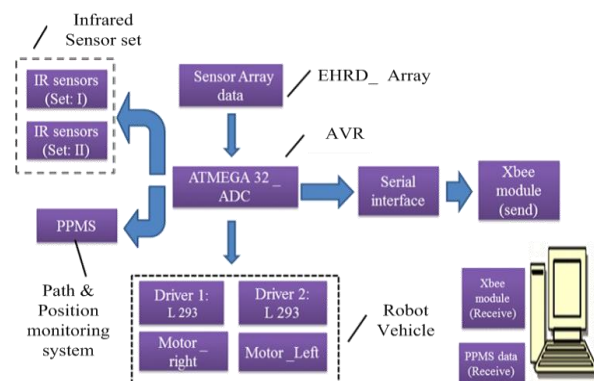 Infrared
Sensor set
IR sensors
(Set: I)
IR sensors
(Set: II)
Sensor Array
data
EHRD_ Array
AVR
ATMEGA 32 _
ADC
Serial
interface
Xbee
module
(send)
PPMS
Path &
Position
monitoring
system
Driver 1:
L 293
Driver 2:
L 293
Motor _
right
Motor _Left
Robot
Vehicle
Xbee
module
(Receive)
PPMS data
(Receive)